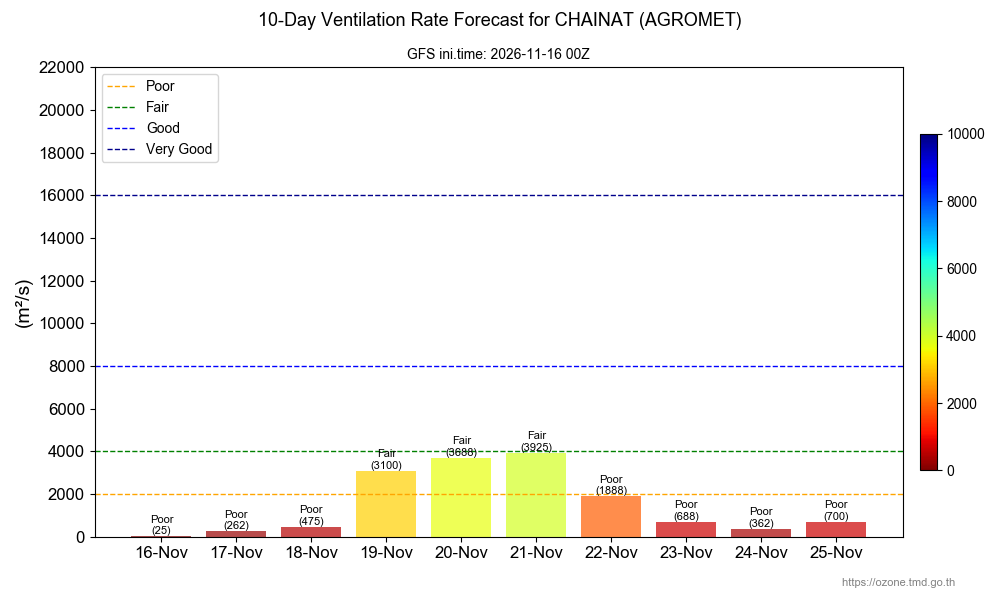 10-Day Ventilation Rate Forecast for CHAINAT (AGROMET)
GFS ini.time: 2026-11-16 00Z
(m²/s)
22000
20000
18000
16000
14000
12000
10000
8000
6000
4000
2000
0
Poor
Fair
Good
Very Good
Poor
(25)
Poor
(262)
Poor
(475)
Fair
(3100)
Fair
(3688)
Fair
(3925)
Poor
(1888)
Poor
(688)
Poor
(362)
Poor
(700)
16-Nov 17-Nov 18-Nov 19-Nov 20-Nov 21-Nov 22-Nov 23-Nov 24-Nov 25-Nov
10000
8000
6000
4000
2000
0
https://ozone.tmd.go.th